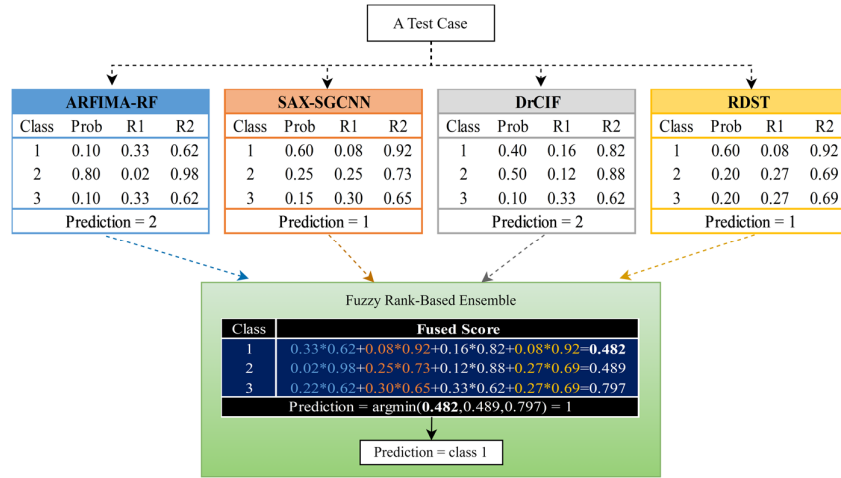 A Test Case
ARFIMA-RF
Class Prob R1 R2
1 0.10 0.33 0.62
2 0.80 0.02 0.98
3 0.10 0.33 0.62
Prediction = 2
SAX-SGCNN
Class Prob R1 R2
1 0.60 0.08 0.92
2 0.25 0.25 0.73
3 0.15 0.30 0.65
Prediction = 1
DrCIF
Class Prob R1 R2
1 0.40 0.16 0.82
2 0.50 0.12 0.88
3 0.10 0.33 0.62
Prediction = 2
RDST
Class Prob R1 R2
1 0.60 0.08 0.92
2 0.20 0.27 0.69
3 0.20 0.27 0.69
Prediction = 1
Fuzzy Rank-Based Ensemble
Class Fused Score
1 0.33*0.62+0.08*0.92+0.16*0.82+0.08*0.92=0.482
2 0.02*0.98+0.25*0.73+0.12*0.88+0.27*0.69=0.489
3 0.22*0.62+0.30*0.65+0.33*0.62+0.27*0.69=0.797
Prediction = argmin(0.482,0.489,0.797) = 1
Prediction = class 1